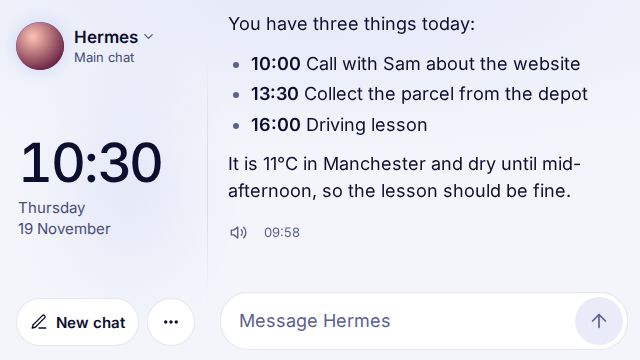 Hermes
Main chat
10:30
Thursday
19 November
New chat
You have three things today:
10:00 Call with Sam about the website
13:30 Collect the parcel from the depot
16:00 Driving lesson
It is 11°C in Manchester and dry until mid-
afternoon, so the lesson should be fine.
09:58
Message Hermes